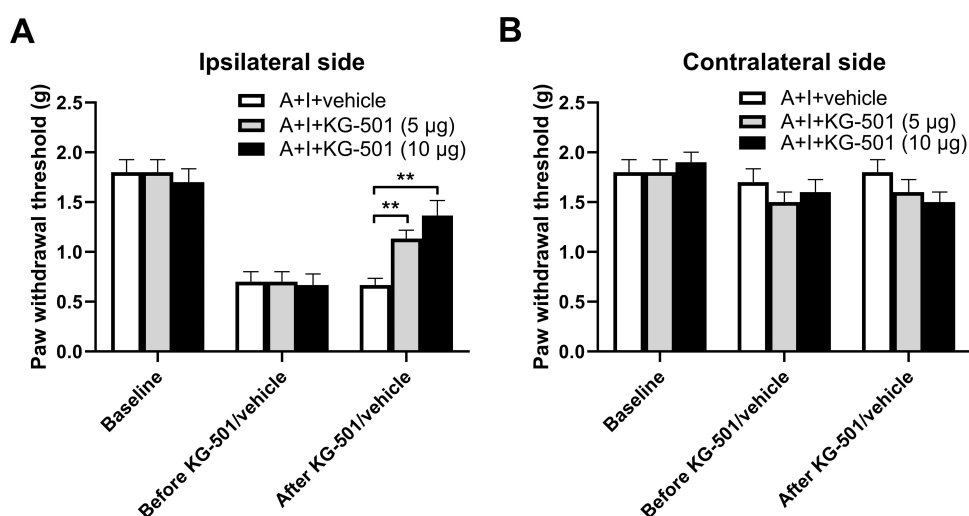 A
Ipsilateral side
Paw withdrawal threshold (g)
2.5
2.0
1.5
1.0
0.5
0.0
A+I+vehicle
A+I+KG-501 (5 μg)
A+I+KG-501 (10 μg)
**
**
Baseline
Before KG-501/vehicle
After KG-501/vehicle
B
Contralateral side
Paw withdrawal threshold (g)
2.5
2.0
1.5
1.0
0.5
0.0
A+I+vehicle
A+I+KG-501 (5 μg)
A+I+KG-501 (10 μg)
Baseline
Before KG-501/vehicle
After KG-501/vehicle